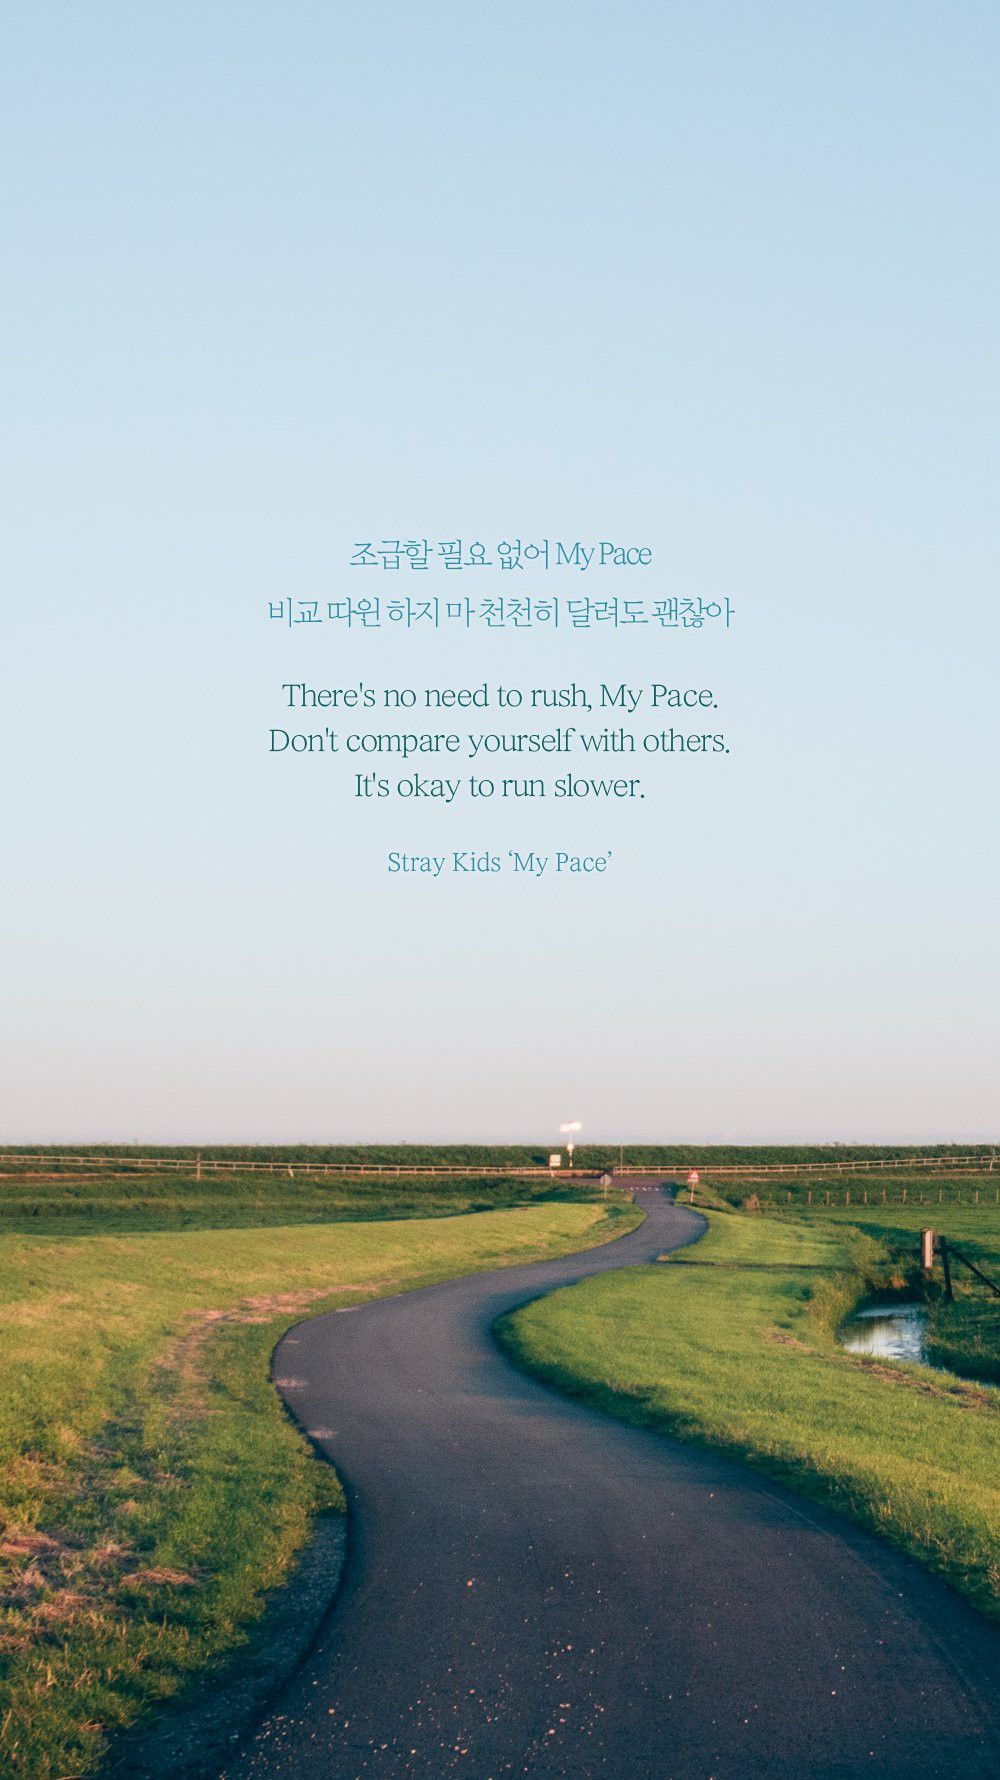 조급할 필요 없어 My Pace
비교 따윈 하지 마 천천히 달려도 괜찮아
There's no need to rush, My Pace.
Don't compare yourself with others.
It's okay to run slower.
Stray Kids ‘My Pace’